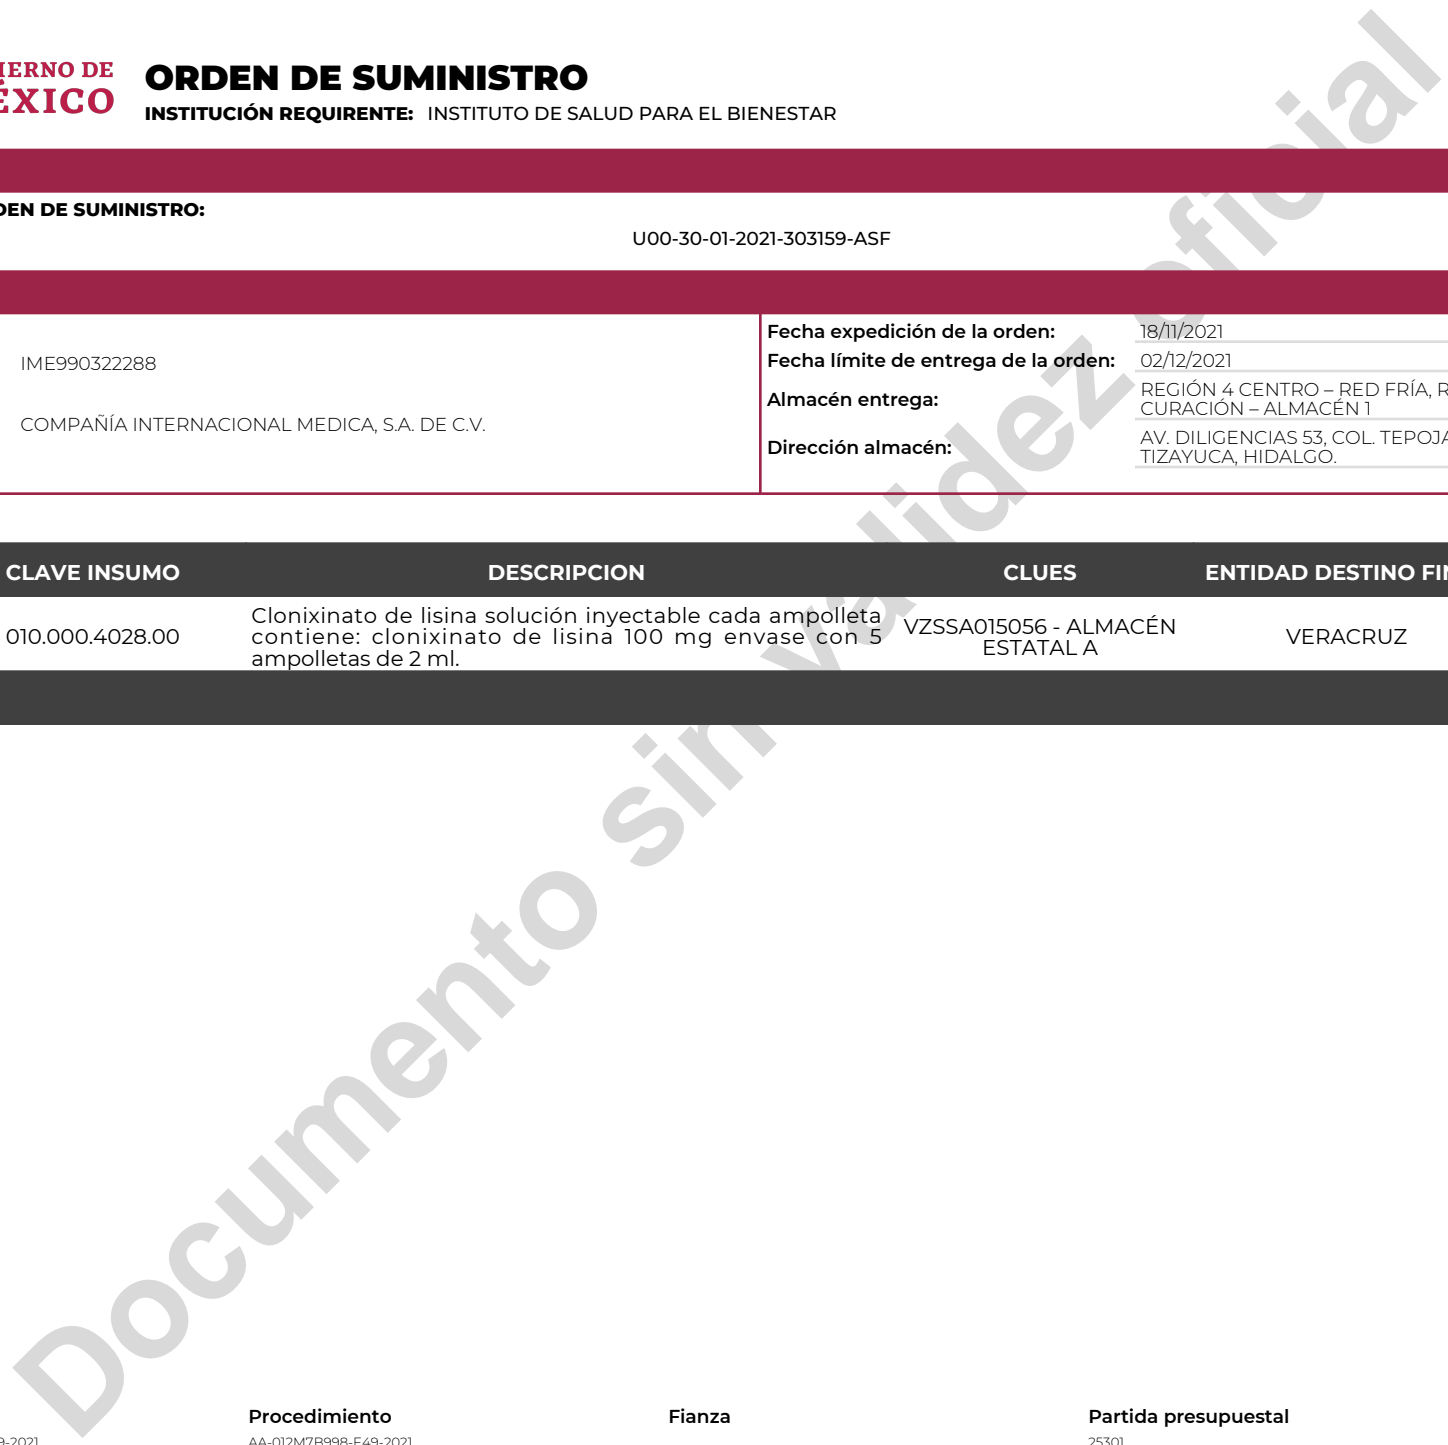 IERNO DE
ÉXICO
ORDEN DE SUMINISTRO
INSTITUCIÓN REQUIRENTE: INSTITUTO DE SALUD PARA EL BIENESTAR
DEN DE SUMINISTRO:
U00-30-01-2021-303159-ASF
IME990322288
COMPAÑÍA INTERNACIONAL MEDICA, S.A. DE C.V.
Fecha expedición de la orden: 18/11/2021
Fecha límite de entrega de la orden: 02/12/2021
Almacén entrega: REGIÓN 4 CENTRO – RED FRÍA, R
CURACIÓN – ALMACÉN 1
Dirección almacén: AV. DILIGENCIAS 53, COL. TEPOJA
TIZAYUCA, HIDALGO.
CLAVE INSUMO DESCRIPCION CLUES ENTIDAD DESTINO FIN
010.000.4028.00
Clonixinato de lisina solución inyectable cada ampolleta
contiene: clonixinato de lisina 100 mg envase con 5
ampolletas de 2 ml.
VZSSA015056 - ALMACÉN
ESTATAL A
VERACRUZ
Documento sin validez oficial
Procedimiento Fianza Partida presupuestal
9-2021 AA-012M7B998-E49-2021 25301